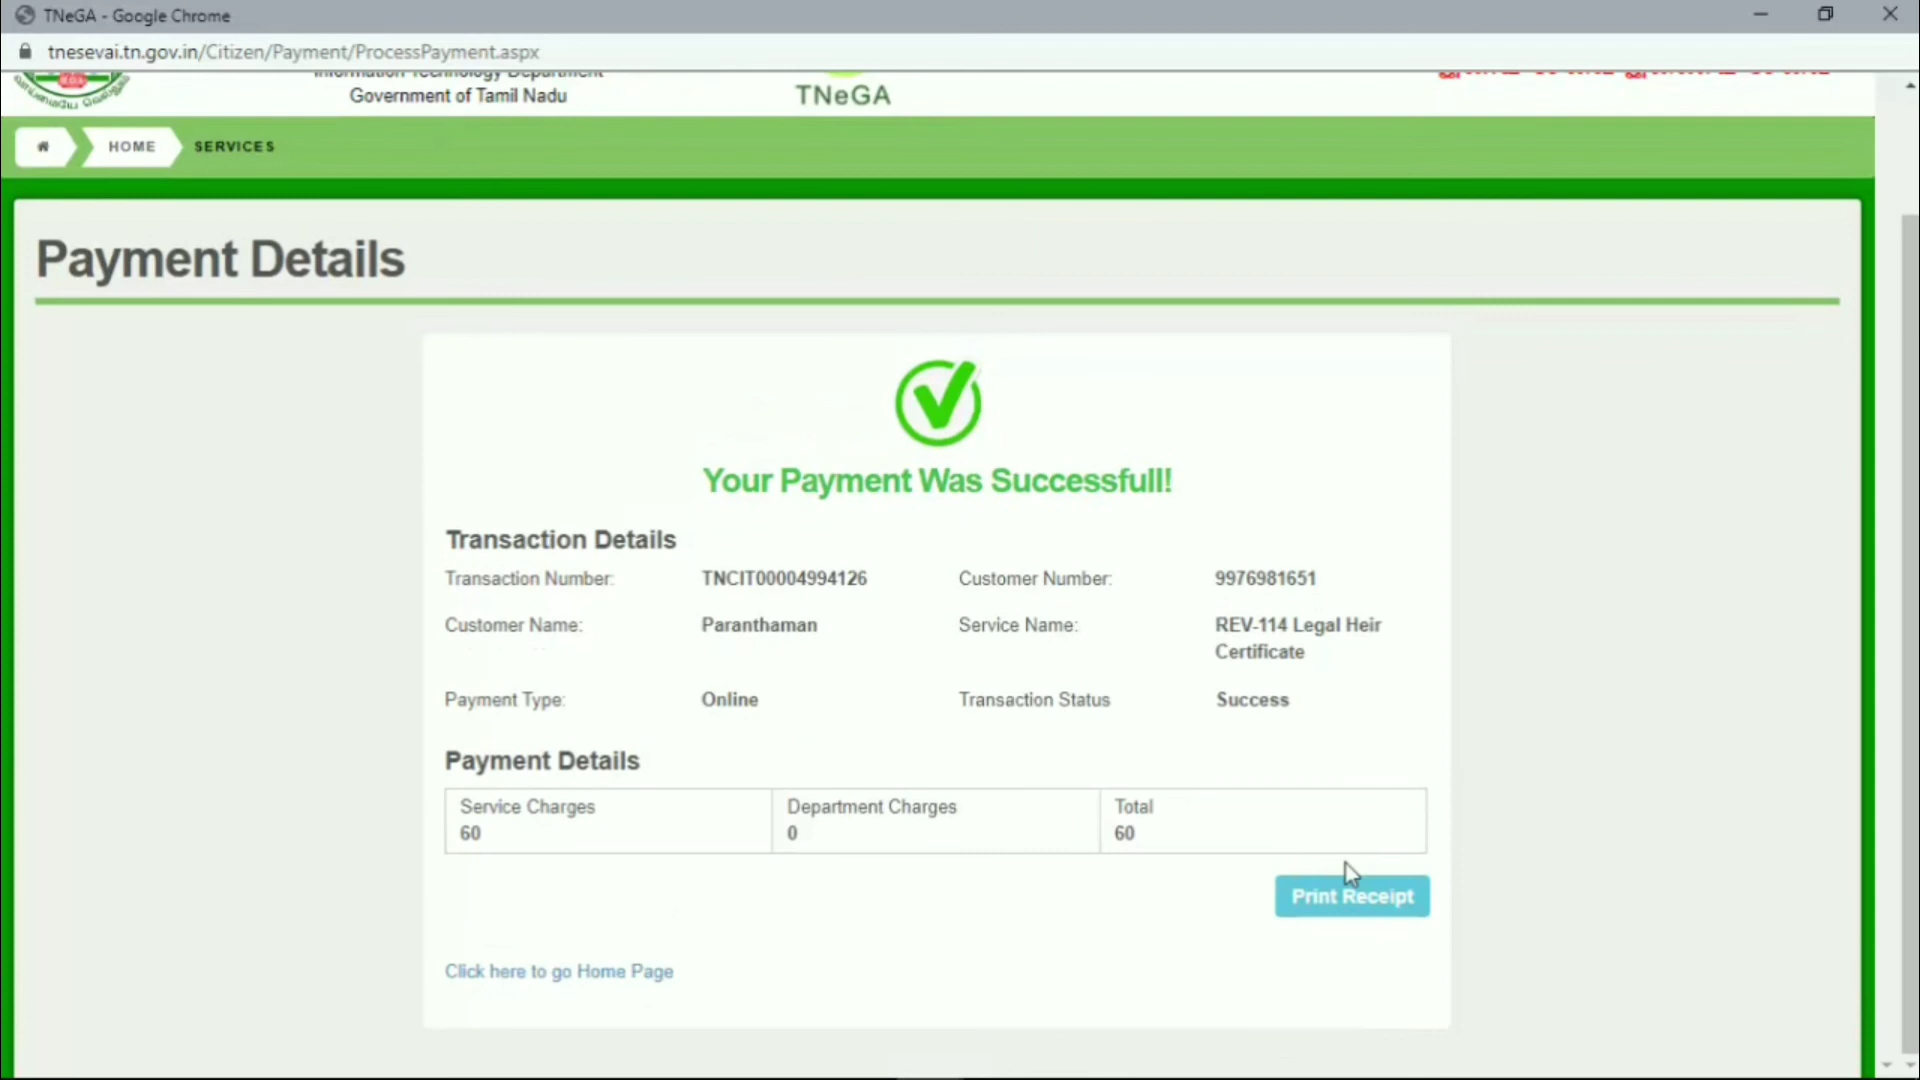 TNeGA - Google Chrome
tnesevai.tn.gov.in/Citizen/Payment/ProcessPayment.aspx
Information Technology Department
Government of Tamil Nadu
TNeGA
HOME
SERVICES
Payment Details
Your Payment Was Successfull!
Transaction Details
Transaction Number: TNCIT00004994126 Customer Number: 9976981651
Customer Name: Paranthaman Service Name: REV-114 Legal Heir
Certificate
Payment Type: Online Transaction Status Success
Payment Details
Service Charges Department Charges Total
60 0 60
Print Receipt
Click here to go Home Page